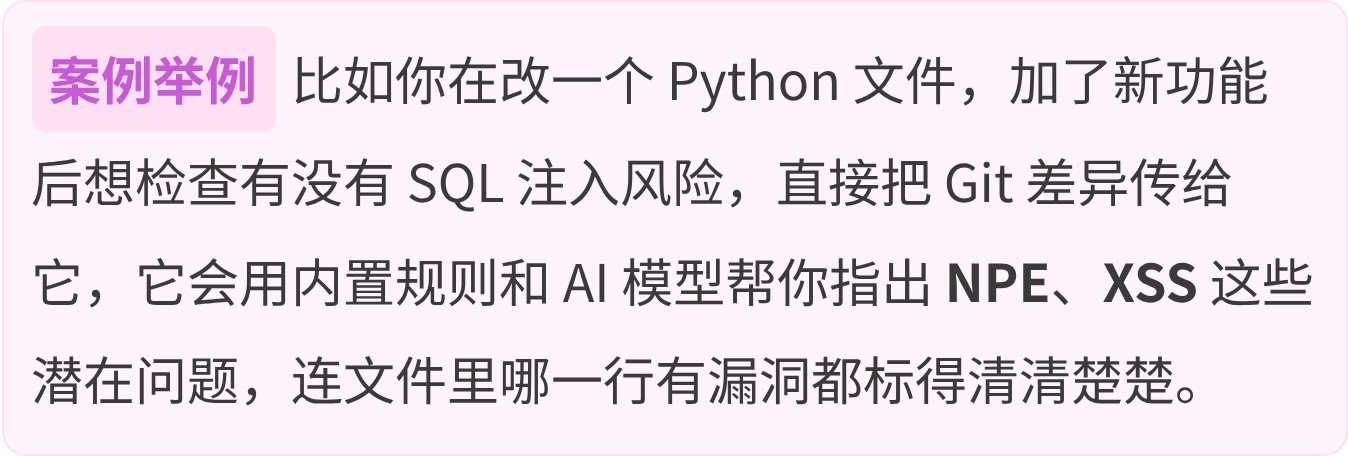 案例举例 比如你在改一个 Python 文件，加了新功能
后想检查有没有 SQL 注入风险，直接把 Git 差异传给
它，它会用内置规则和 AI 模型帮你指出 NPE、XSS 这些
潜在问题，连文件里哪一行有漏洞都标得清清楚楚。